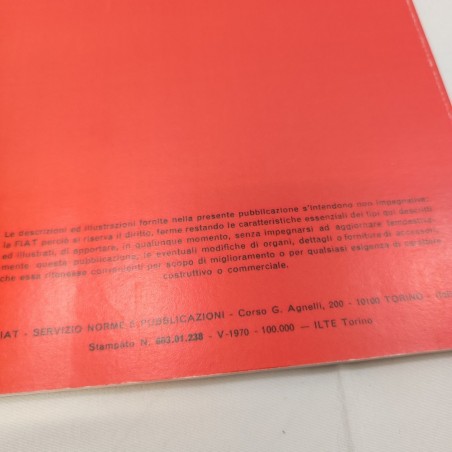 Le descrizioni ed illustrazioni fornite nella presente pubblicazione s'intendono non impegnative:
la FIAT perciò si riserva il diritto, ferme restando le caratteristiche essenziali dei tipi qui descritti
ed illustrati, di apportare, in qualunque momento, senza impegnarsi ad aggiornare tempestiva-
mente questa pubblicazione, le eventuali modifiche di organi, dettagli o forniture di accessori,
che essa ritenesse convenienti per scopo di miglioramento o per qualsiasi esigenza di carattere
costruttivo o commerciale.
FIAT - SERVIZIO NORME E PUBBLICAZIONI - Corso G. Agnelli, 200 - 10100 TORINO -
Stampato N. 603.01.238 - V-1970 - 100.000 — ILTE Torino